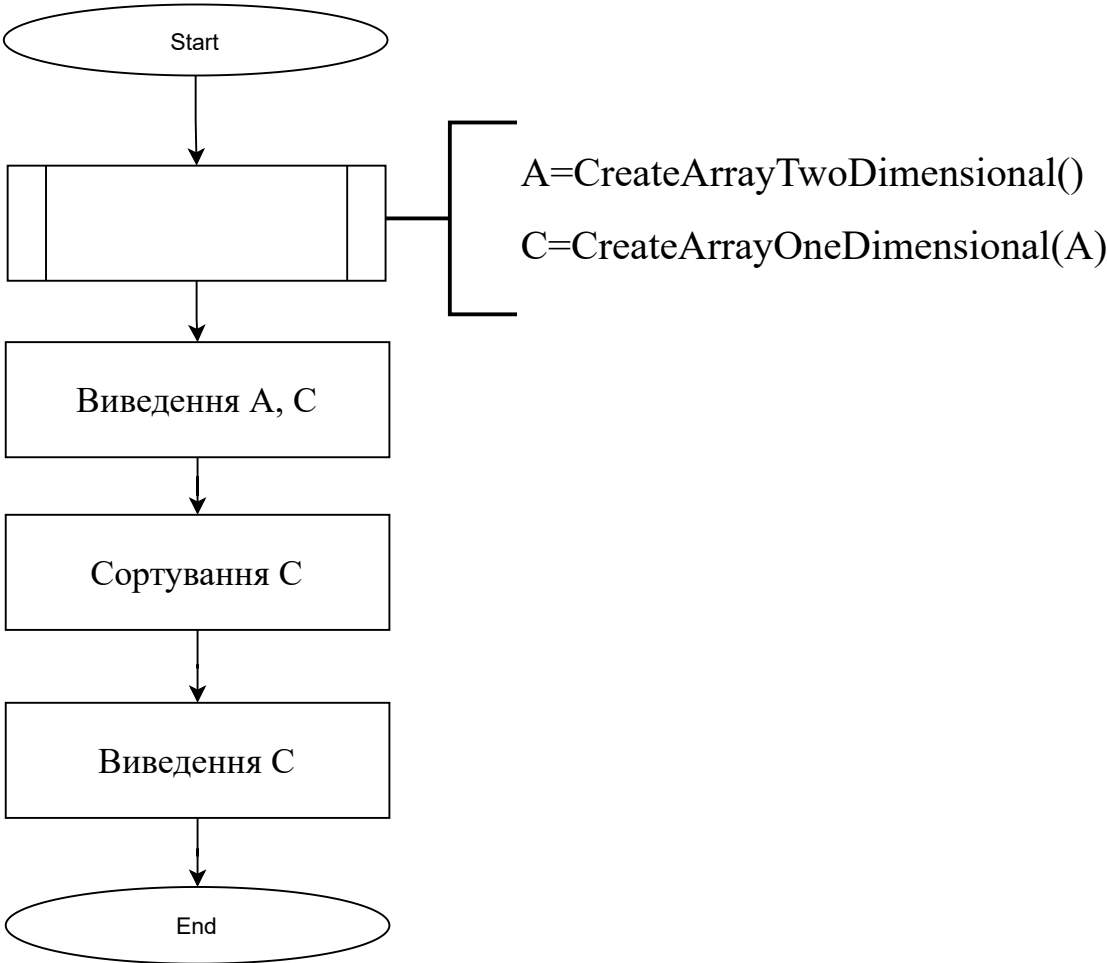 Start
A=CreateArrayTwoDimensional()
C=CreateArrayOneDimensional(A)
Виведення А, С
Сортування С
Виведення С
End